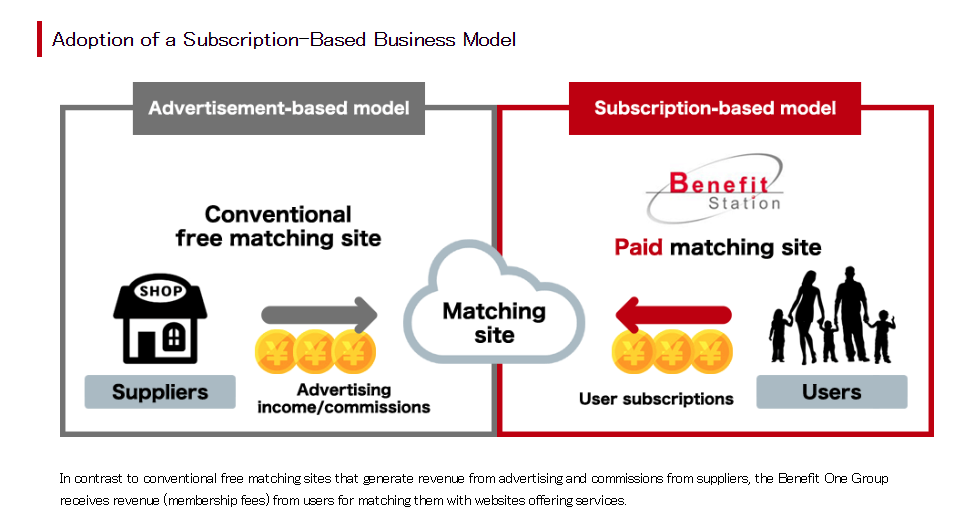 Adoption of a Subscription-Based Business Model
Advertisement-based model
Subscription-based model
Conventional
free matching site
SHOP
Suppliers
¥ ¥ ¥
Advertising
income/commissions
Matching
site
Benefit
Station
Paid matching site
¥ ¥ ¥
User subscriptions
Users
In contrast to conventional free matching sites that generate revenue from advertising and commissions from suppliers, the Benefit One Group
receives revenue (membership fees) from users for matching them with websites offering services.